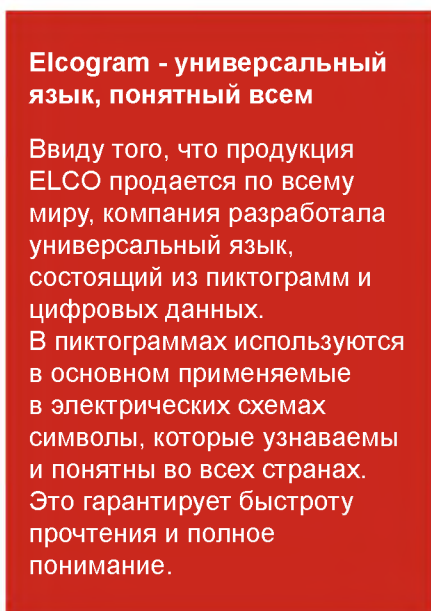 Elcogram - универсальный
язык, понятный всем
Ввиду того, что продукция
ELCO продается по всему
миру, компания разработала
универсальный язык,
состоящий из пиктограмм и
цифровых данных.
В пиктограммах используются
в основном применяемые
в электрических схемах
символы, которые узнаваемы
и понятны во всех странах.
Это гарантирует быстроту
прочтения и полное
понимание.